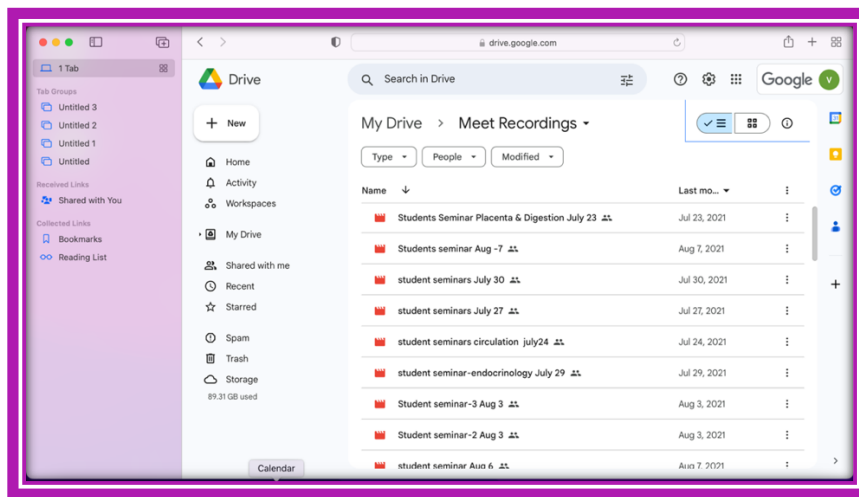 drive.google.com
1 Tab
Tab Groups
Untitled 3
Untitled 2
Untitled 1
Untitled
Received Links
Shared with You
Collected Links
Bookmarks
Reading List
Drive
New
Home
Activity
Workspaces
My Drive
Shared with me
Recent
Starred
Spam
Trash
Storage
89.31 GB used
Calendar
Search in Drive
Google V
My Drive > Meet Recordings
Type People Modified
Name Last mo...
Students Seminar Placenta & Digestion July 23 Jul 23, 2021
Students seminar Aug -7 Aug 7, 2021
student seminars July 30 Jul 30, 2021
student seminars July 27 Jul 27, 2021
student seminars circulation july24 Jul 24, 2021
student seminar-endocrinology July 29 Jul 29, 2021
Student seminar-3 Aug 3 Aug 3, 2021
Student seminar-2 Aug 3 Aug 3, 2021
student seminar Aug 6 Aug 7, 2021